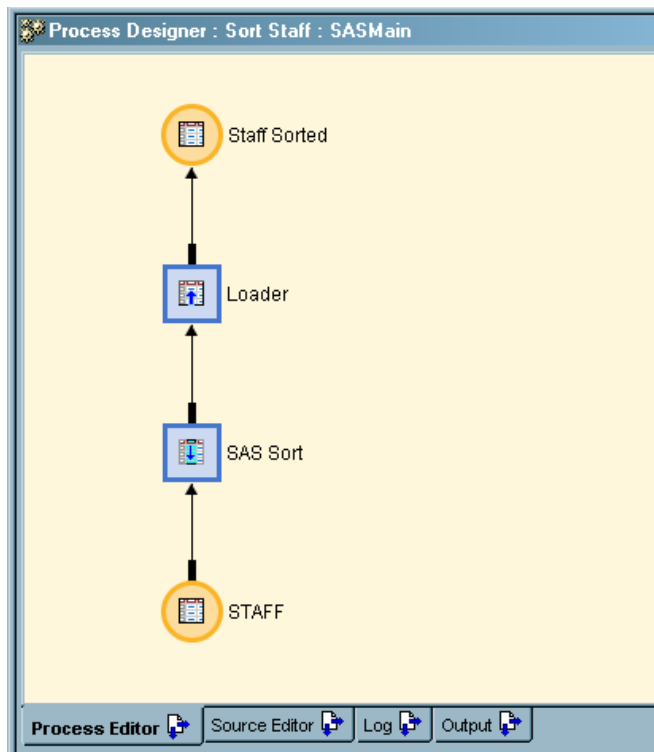 Process Designer : Sort Staff : SASMain
Staff Sorted
Loader
SAS Sort
STAFF
Process Editor Source Editor Log Output